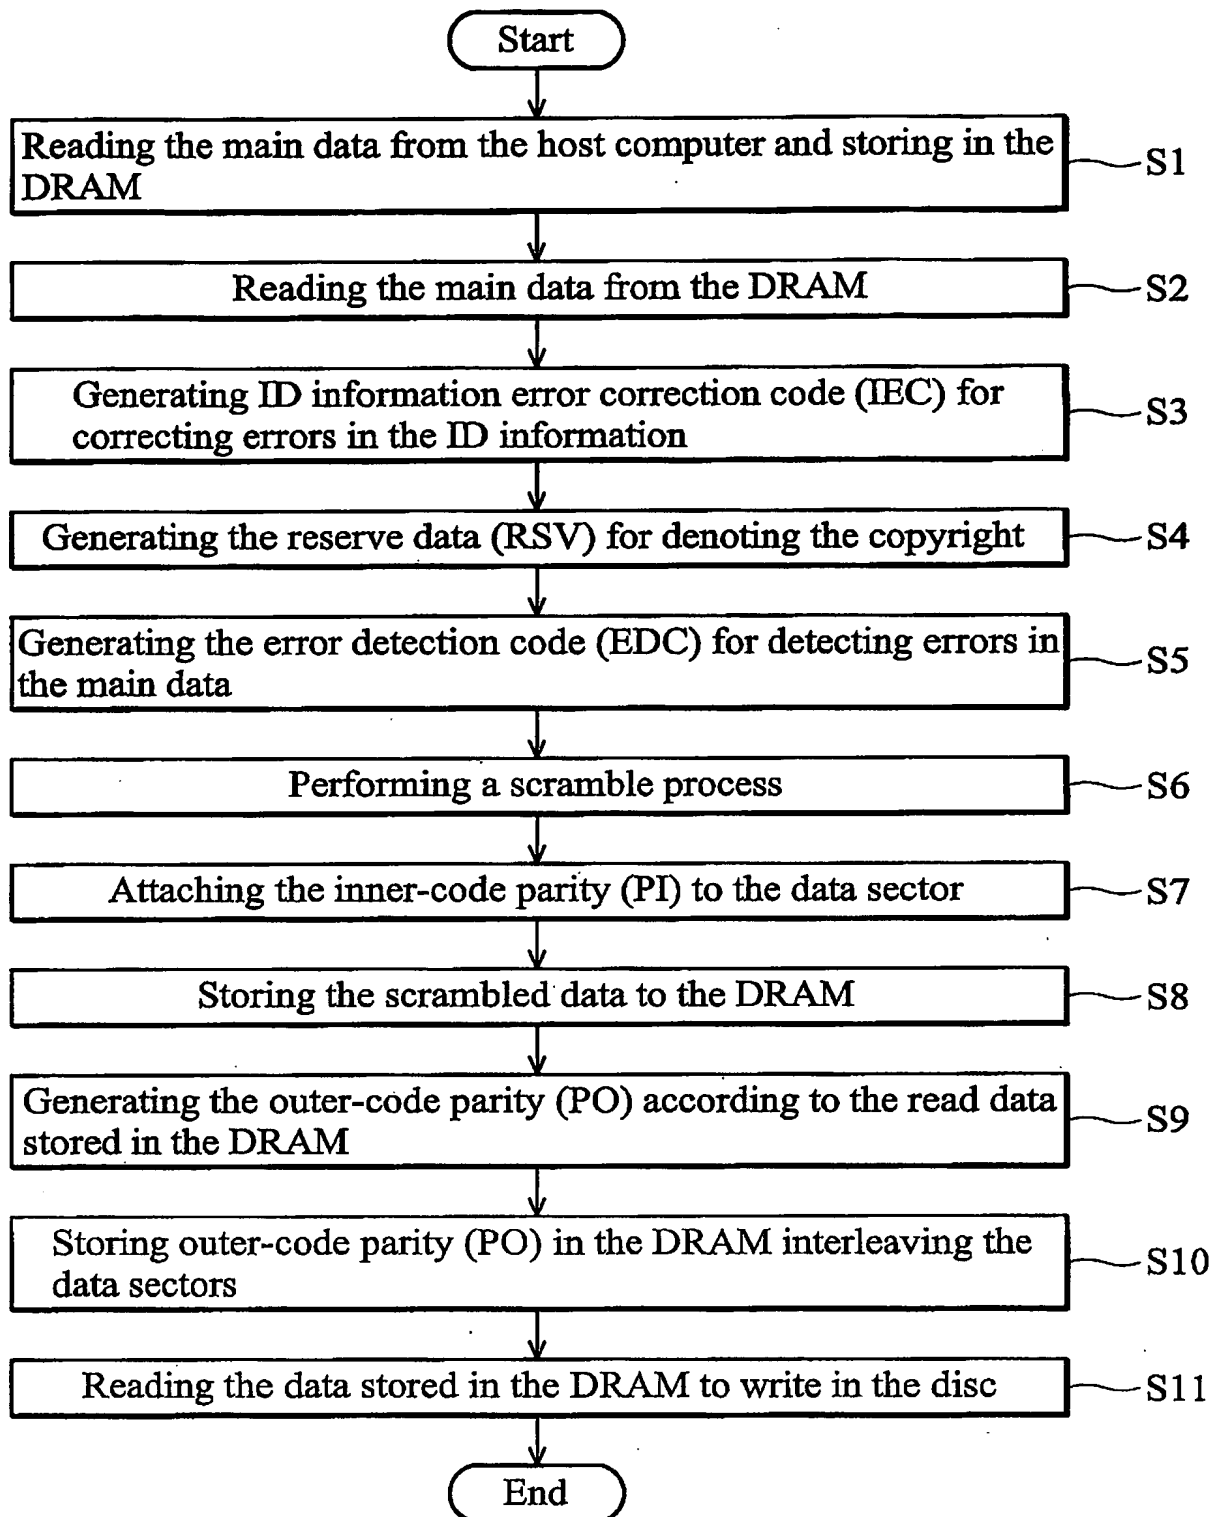 Start
Reading the main data from the host computer and storing in the
DRAM
S1
Reading the main data from the DRAM
S2
Generating ID information error correction code (IEC) for
correcting errors in the ID information
S3
Generating the reserve data (RSV) for denoting the copyright
S4
Generating the error detection code (EDC) for detecting errors in
the main data
S5
Performing a scramble process
S6
Attaching the inner-code parity (PI) to the data sector
S7
Storing the scrambled data to the DRAM
S8
Generating the outer-code parity (PO) according to the read data
stored in the DRAM
S9
Storing outer-code parity (PO) in the DRAM interleaving the
data sectors
S10
Reading the data stored in the DRAM to write in the disc
S11
End